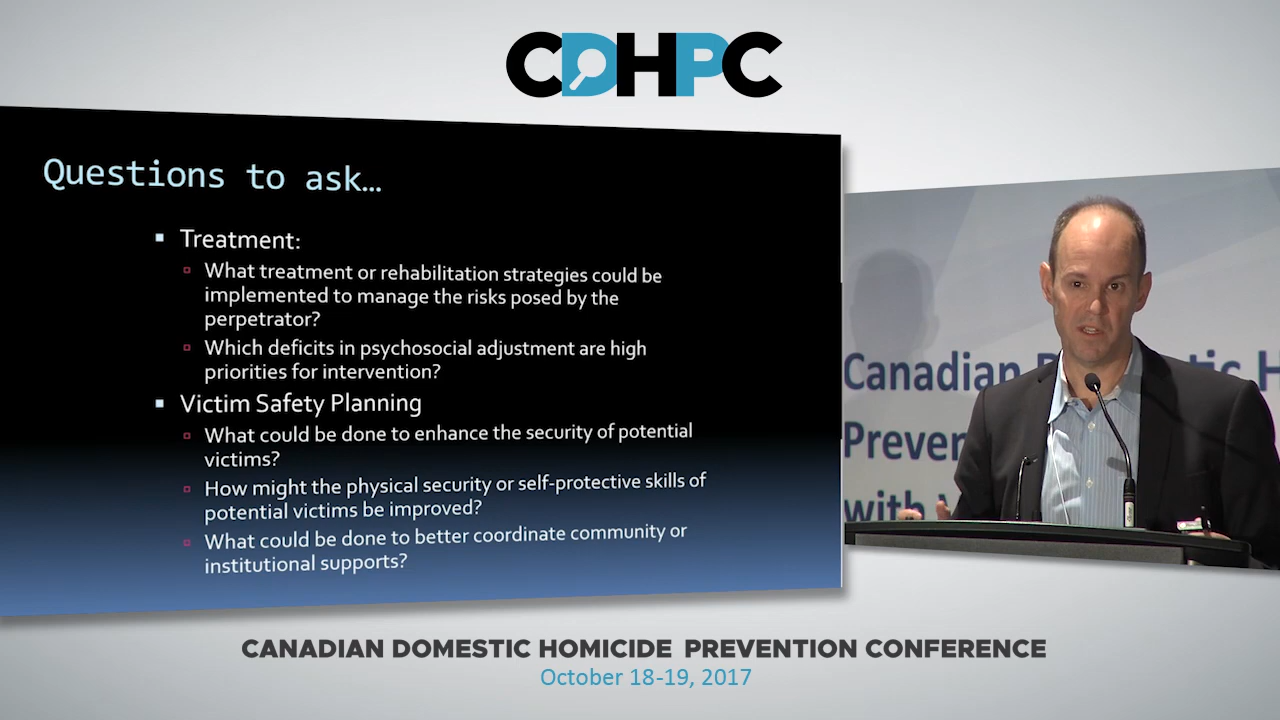 CDHPC
Questions to ask…
Treatment:
What treatment or rehabilitation strategies could be
implemented to manage the risks posed by the
perpetrator?
Which deficits in psychosocial adjustment are high
priorities for intervention?
Victim Safety Planning
What could be done to enhance the security of potential
victims?
How might the physical security or self-protective skills of
potential victims be improved?
What could be done to better coordinate community or
institutional supports?
Canadian
CANADIAN DOMESTIC HOMICIDE PREVENTION CONFERENCE
October 18-19, 2017